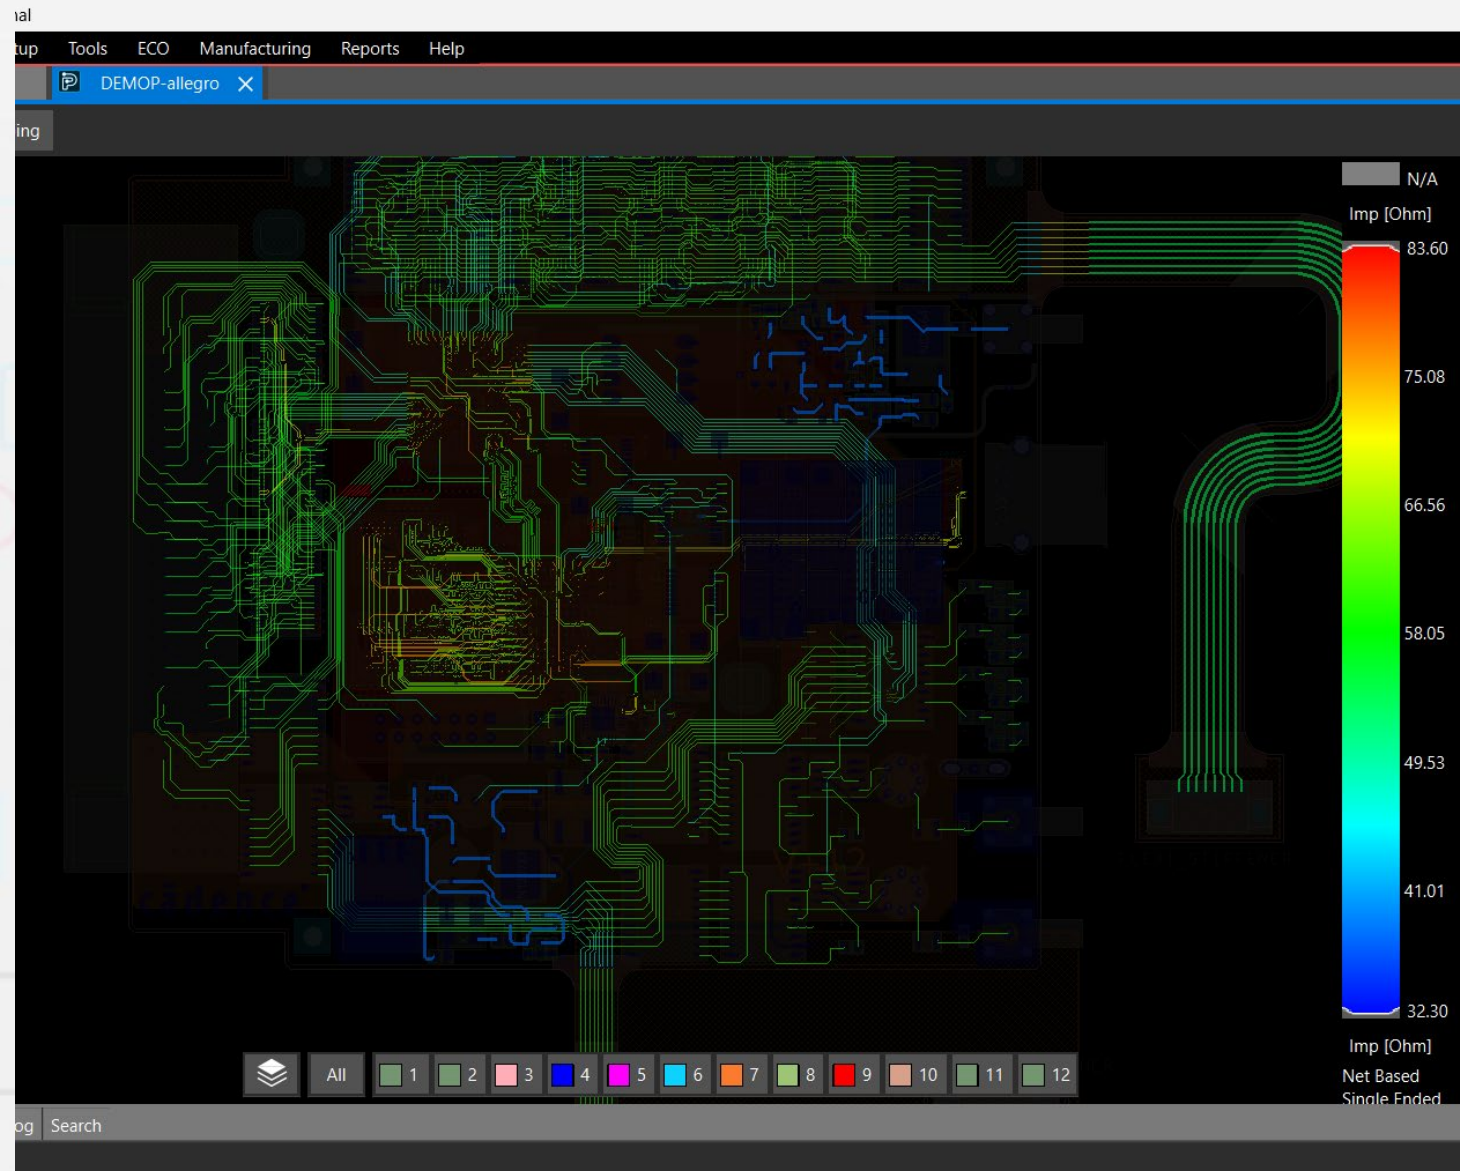 nal
tup Tools ECO Manufacturing Reports Help
DEMOP-allegro
ing
N/A
Imp [Ohm]
83.60
75.08
66.56
58.05
49.53
41.01
32.30
Imp [Ohm]
Net Based
Single Ended
cadence
All 1 2 3 4 5 6 7 8 9 10 11 12
og Search